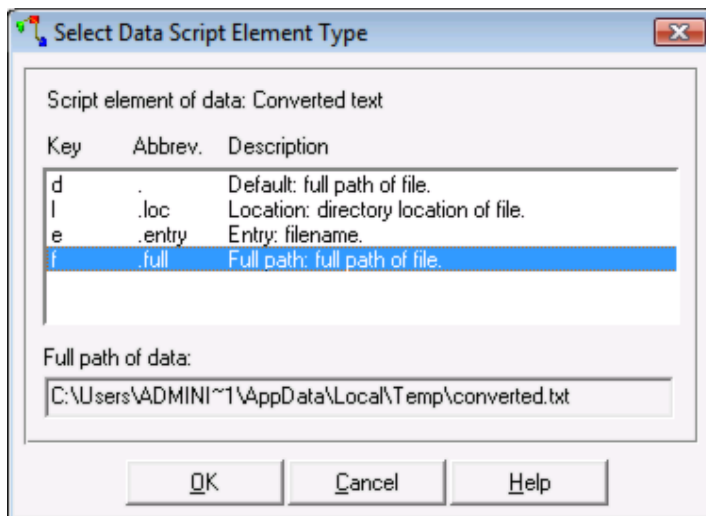 Select Data Script Element Type
Script element of data: Converted text
Key Abbrev. Description
d . Default: full path of file.
l .loc Location: directory location of file.
e .entry Entry: filename.
f .full Full path: full path of file.
Full path of data:
C:\Users\ADMINI~1\AppData\Local\Temp\converted.txt
OK Cancel Help